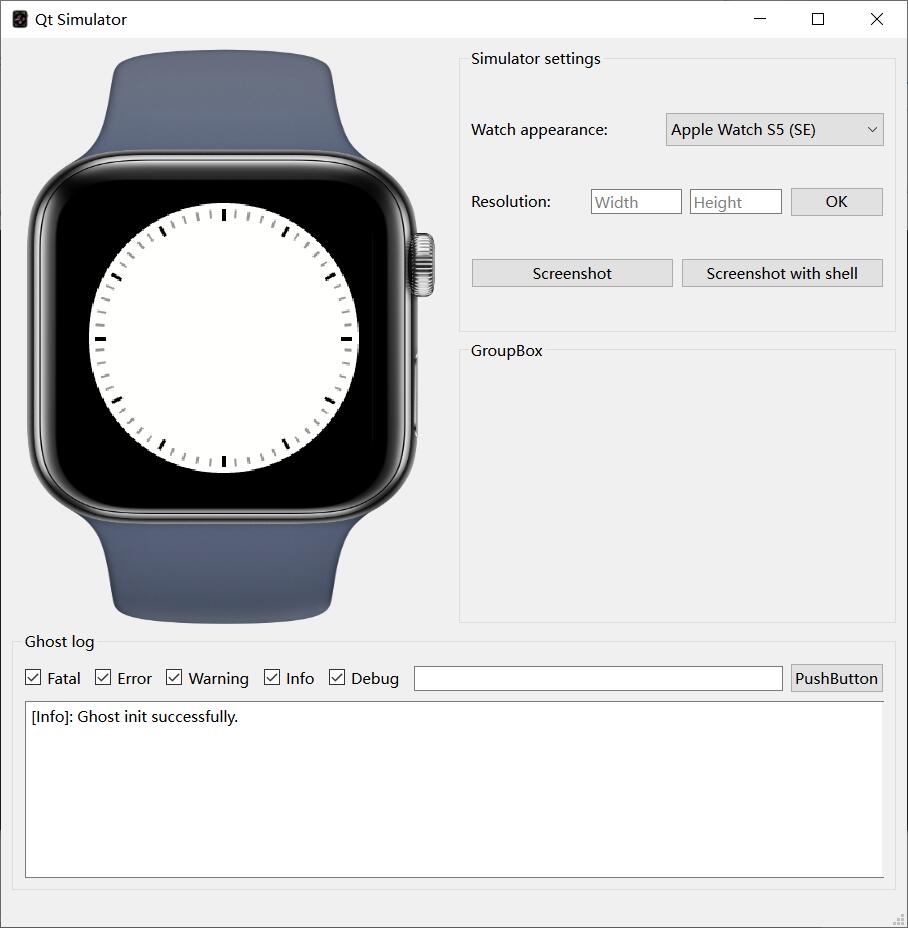 Qt Simulator
Simulator settings
Watch appearance:
Apple Watch S5 (SE)
Resolution:
Width
Height
OK
Screenshot
Screenshot with shell
GroupBox
Ghost log
Fatal
Error
Warning
Info
Debug
PushButton
[Info]: Ghost init successfully.